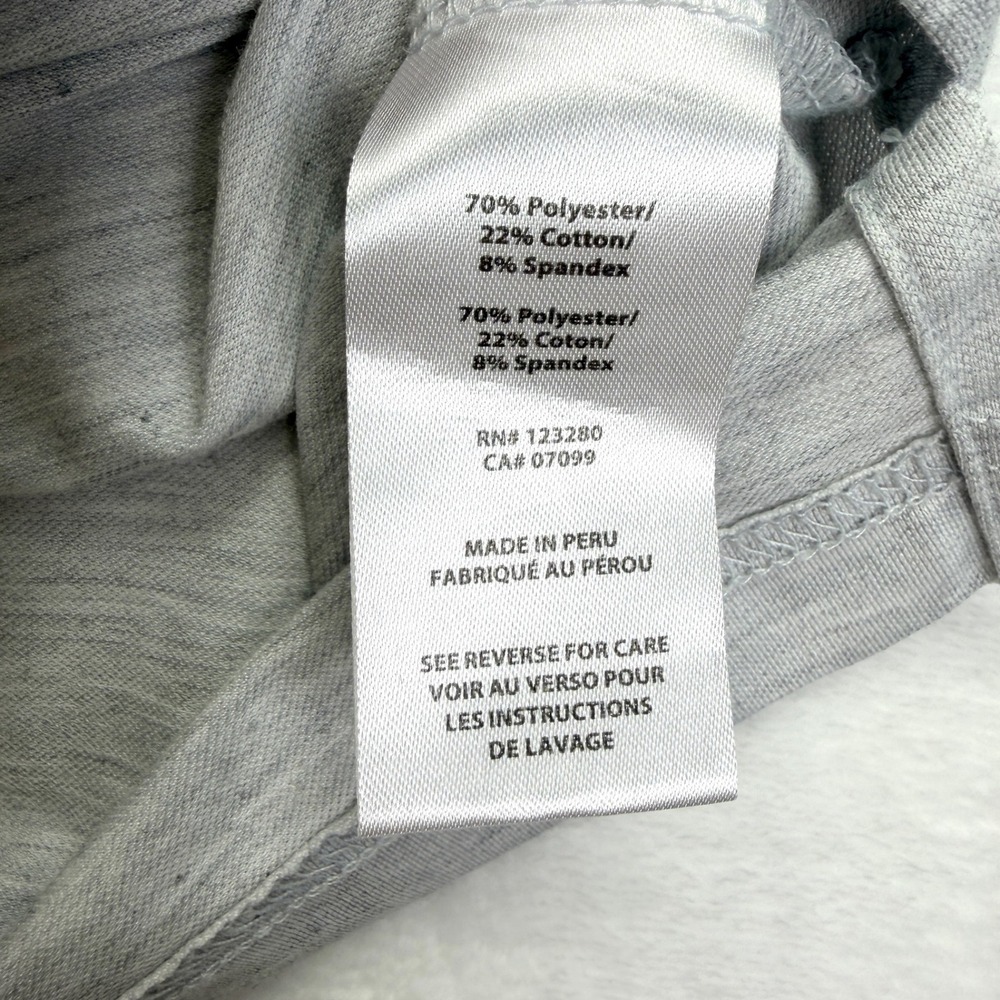 70% Polyester/
22% Cotton/
8% Spandex
70% Polyester/
22% Coton/
8% Spandex
RN# 123280
CA# 07099
MADE IN PERU
FABRIQUÉ AU PÉROU
SEE REVERSE FOR CARE
VOIR AU VERSO POUR
LES INSTRUCTIONS
DE LAVAGE